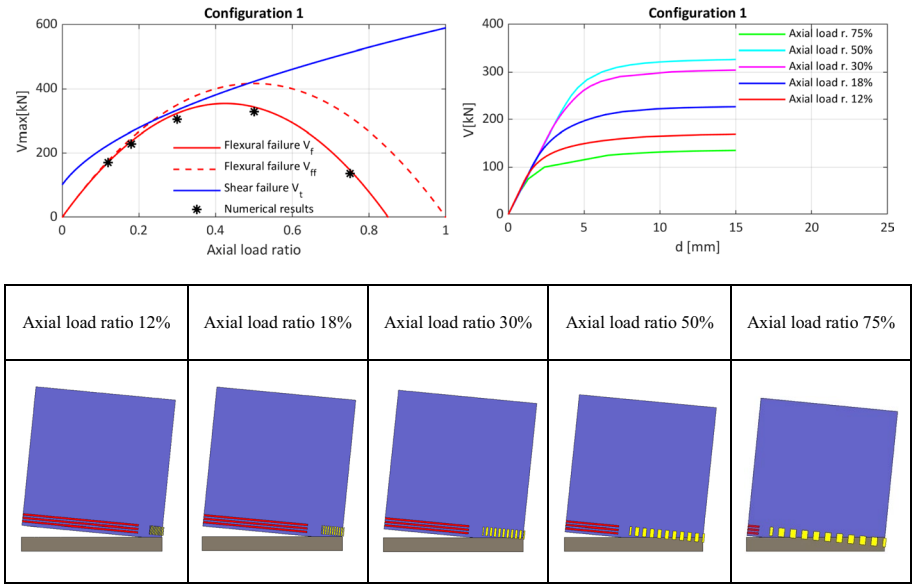 Configuration 1
600
400
200
0
Vmax[kN]
Flexural failure Vf
Flexural failure Vff
Shear failure Vt
Numerical results
0 0.2 0.4 0.6 0.8 1
Axial load ratio
Configuration 1
400
300
200
100
0
V[kN]
Axial load r. 75%
Axial load r. 50%
Axial load r. 30%
Axial load r. 18%
Axial load r. 12%
0 5 10 15 20 25
d [mm]
Axial load ratio 12% Axial load ratio 18% Axial load ratio 30% Axial load ratio 50% Axial load ratio 75%